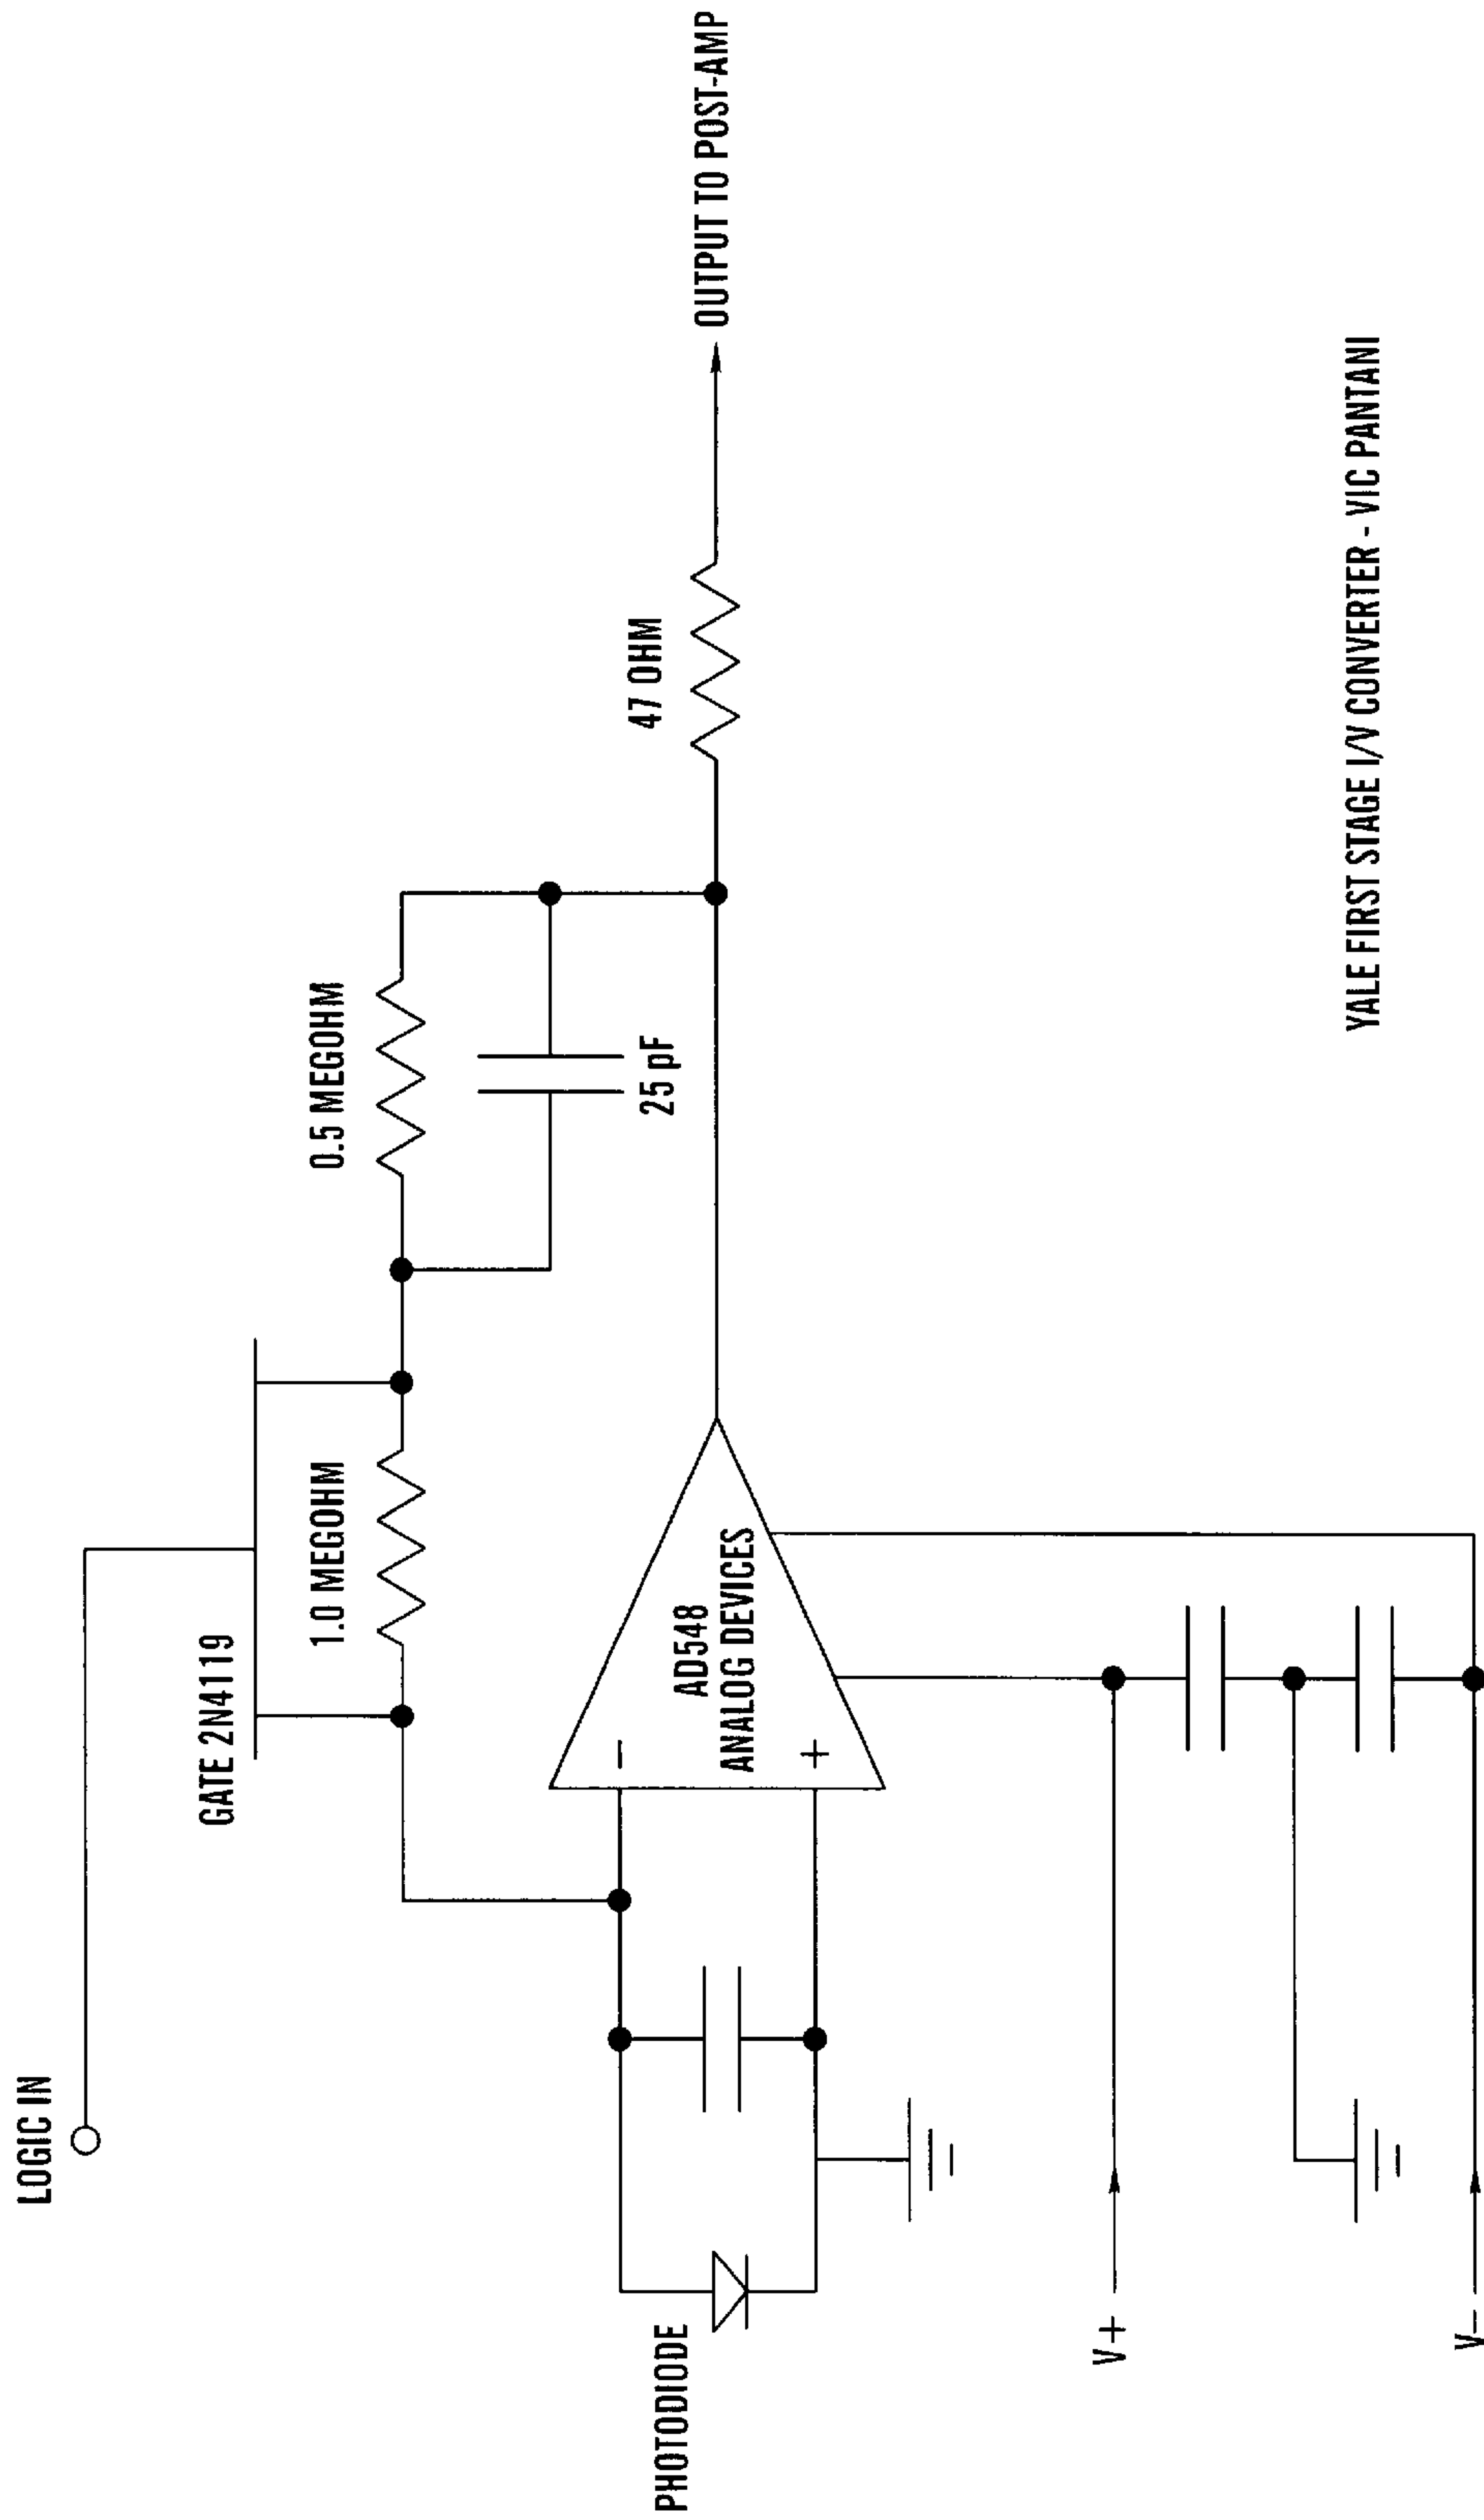 LOGIC IN
GATE 2N4119
1.0 MEGOHM
0.5 MEGOHM
25 pF
47 OHM
OUTPUT TO POST-AMP
PHOTODIODE
−
+
AD548
ANALOG DEVICES
V+
V−
YALE FIRST STAGE I/V CONVERTER - VIC PANTANI